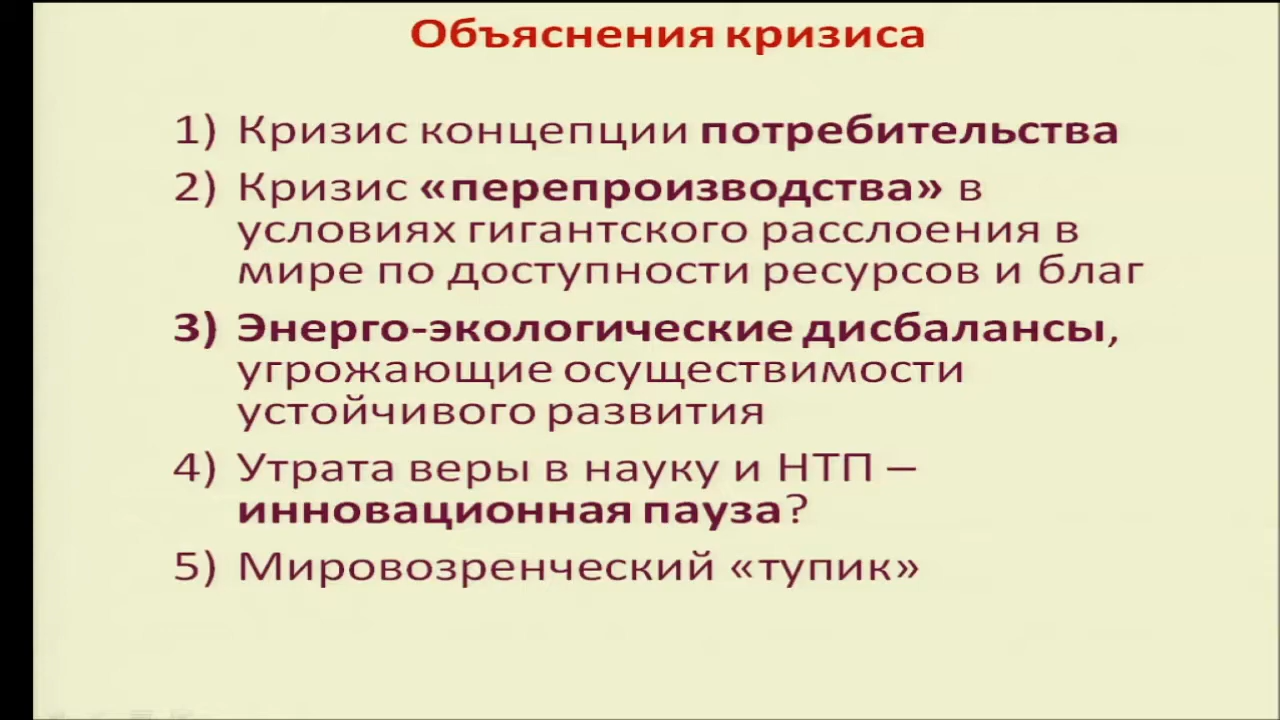 Объяснения кризиса
1) Кризис концепции потребительства
2) Кризис «перепроизводства» в
условиях гигантского расслоения в
мире по доступности ресурсов и благ
3) Энерго-экологические дисбалансы,
угрожающие осуществимости
устойчивого развития
4) Утрата веры в науку и НТП –
инновационная пауза?
5) Мировозренческий «тупик»